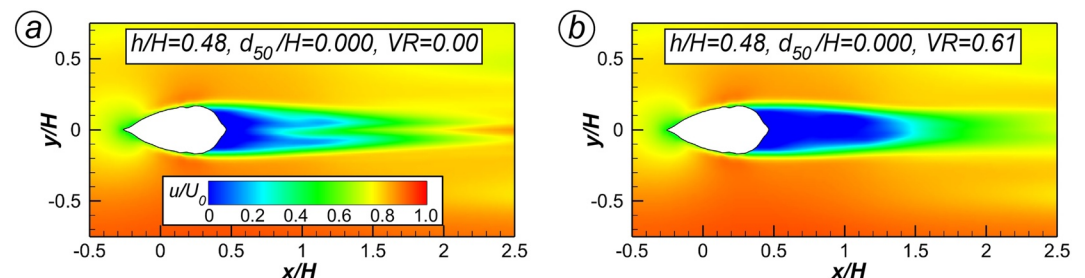 a
h/H=0.48, d50/H=0.000, VR=0.00
y/H
0.5
0
-0.5
u/U0
0 0.2 0.4 0.6 0.8 1.0
-0.5 0 0.5 1 1.5 2 2.5
x/H
b
h/H=0.48, d50/H=0.000, VR=0.61
y/H
0.5
0
-0.5
-0.5 0 0.5 1 1.5 2 2.5
x/H